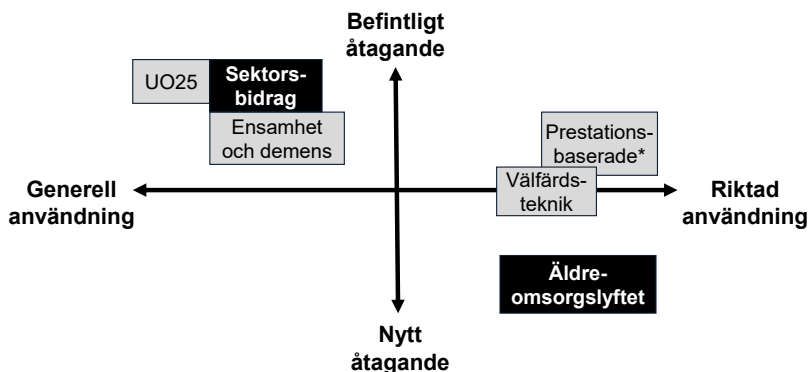 Befintligt
åtagande
UO25
Sektors-
bidrag
Ensamhet
och demens
Prestations-
baserade*
Välfärds-
teknik
Generell
användning
Riktad
användning
Äldre-
omsorgslyftet
Nytt
åtagande